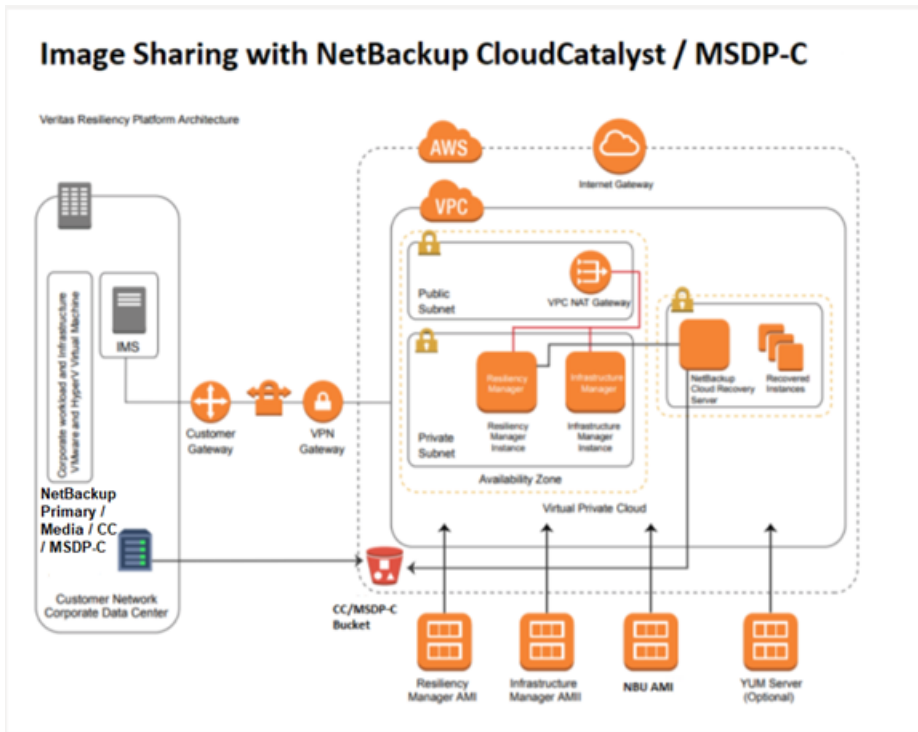 Image Sharing with NetBackup CloudCatalyst / MSDP-C
Veritas Resiliency Platform Architecture
AWS
Internet Gateway
VPC
Corporate workload and Infrastructure
VMware and HyperV Virtual Machine
IMS
Public
Subnet
VPC NAT Gateway
Customer
Gateway
VPN
Gateway
Private
Subnet
Resiliency
Manager
Infrastructure
Manager
Resiliency
Manager
Instance
Infrastructure
Manager
Instance
NetBackup
Cloud Recovery
Server
Recovered
Instances
Availability Zone
Virtual Private Cloud
NetBackup
Primary /
Media / CC
/ MSDP-C
Customer Network
Corporate Data Center
CC/MSDP-C
Bucket
Resiliency
Manager AMI
Infrastructure
Manager AMII
NBU AMI
YUM Server
(Optional)